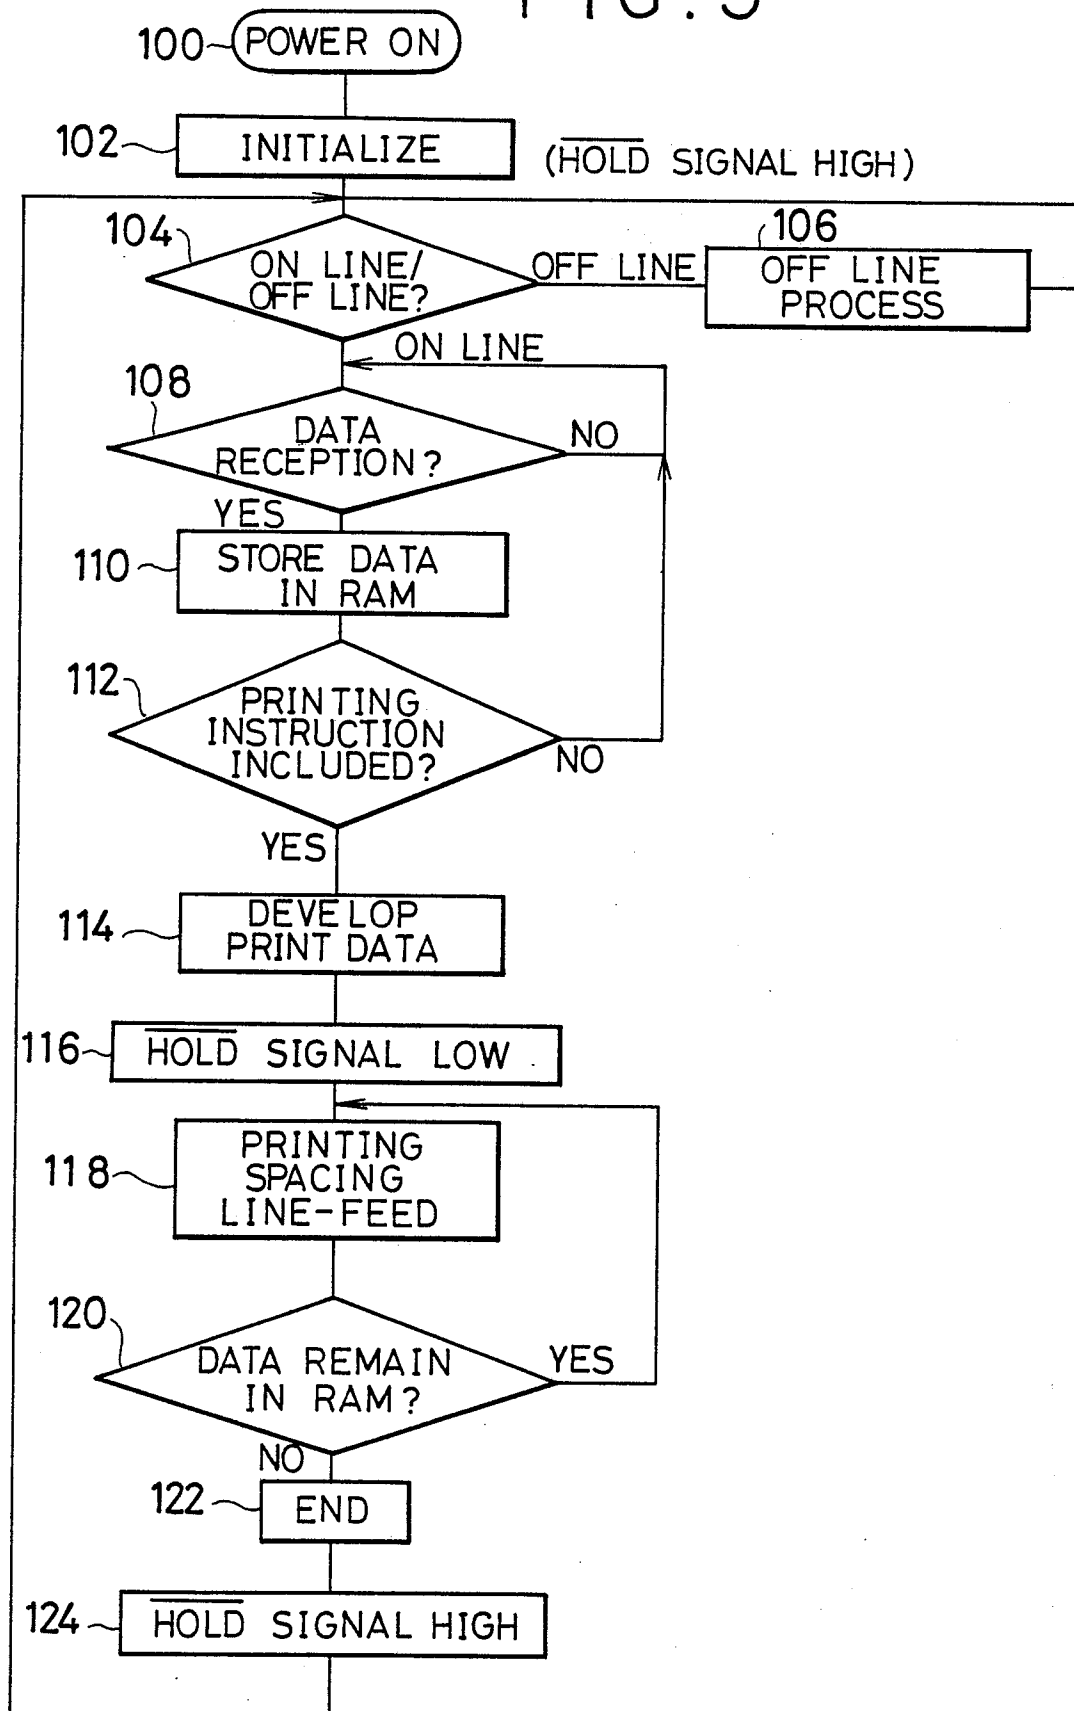 100 POWER ON
102 INITIALIZE
(H̅O̅L̅D̅ SIGNAL HIGH)
104
ON LINE/
OFF LINE?
OFF LINE
106
OFF LINE
PROCESS
ON LINE
108
DATA
RECEPTION?
NO
YES
110
STORE DATA
IN RAM
112
PRINTING
INSTRUCTION
INCLUDED?
NO
YES
114
DEVELOP
PRINT DATA
116 H̅O̅L̅D̅ SIGNAL LOW
118
PRINTING
SPACING
LINE-FEED
120
DATA REMAIN
IN RAM?
YES
NO
122 END
124 H̅O̅L̅D̅ SIGNAL HIGH